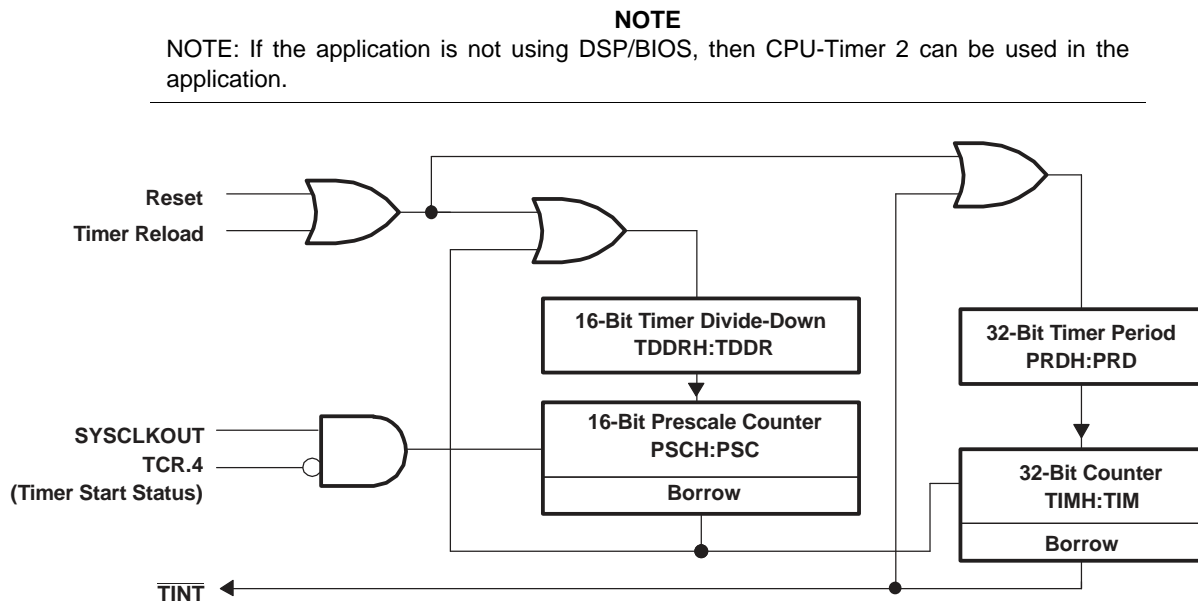 NOTE
NOTE: If the application is not using DSP/BIOS, then CPU-Timer 2 can be used in the
application.
Reset
Timer Reload
16-Bit Timer Divide-Down
TDDRH:TDDR
32-Bit Timer Period
PRDH:PRD
SYSCLKOUT
TCR.4
(Timer Start Status)
16-Bit Prescale Counter
PSCH:PSC
Borrow
32-Bit Counter
TIMH:TIM
Borrow
TINT